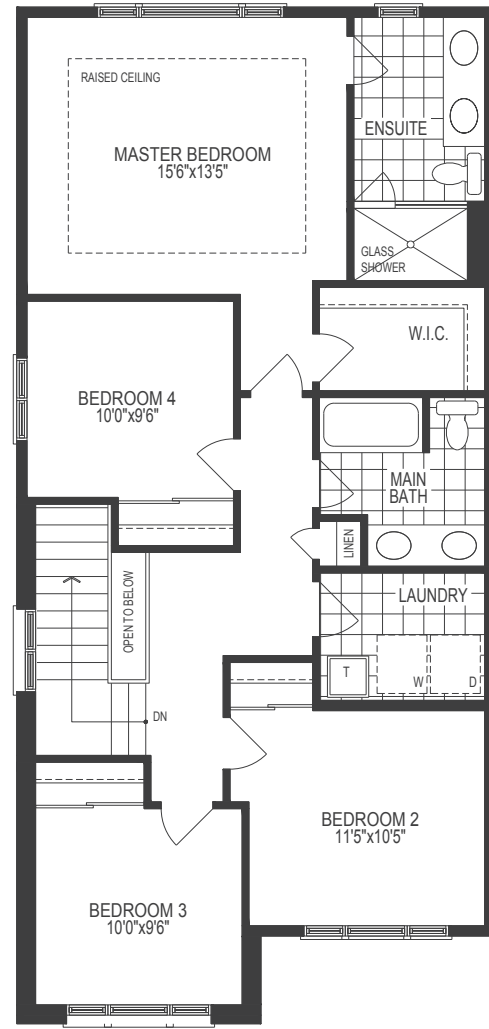 RAISED CEILING
MASTER BEDROOM
15'6"x13'5"
ENSUITE
GLASS
SHOWER
W.I.C.
BEDROOM 4
10'0"x9'6"
MAIN
BATH
LINEN
OPEN TO BELOW
LAUNDRY
T
W
D
DN
BEDROOM 2
11'5"x10'5"
BEDROOM 3
10'0"x9'6"